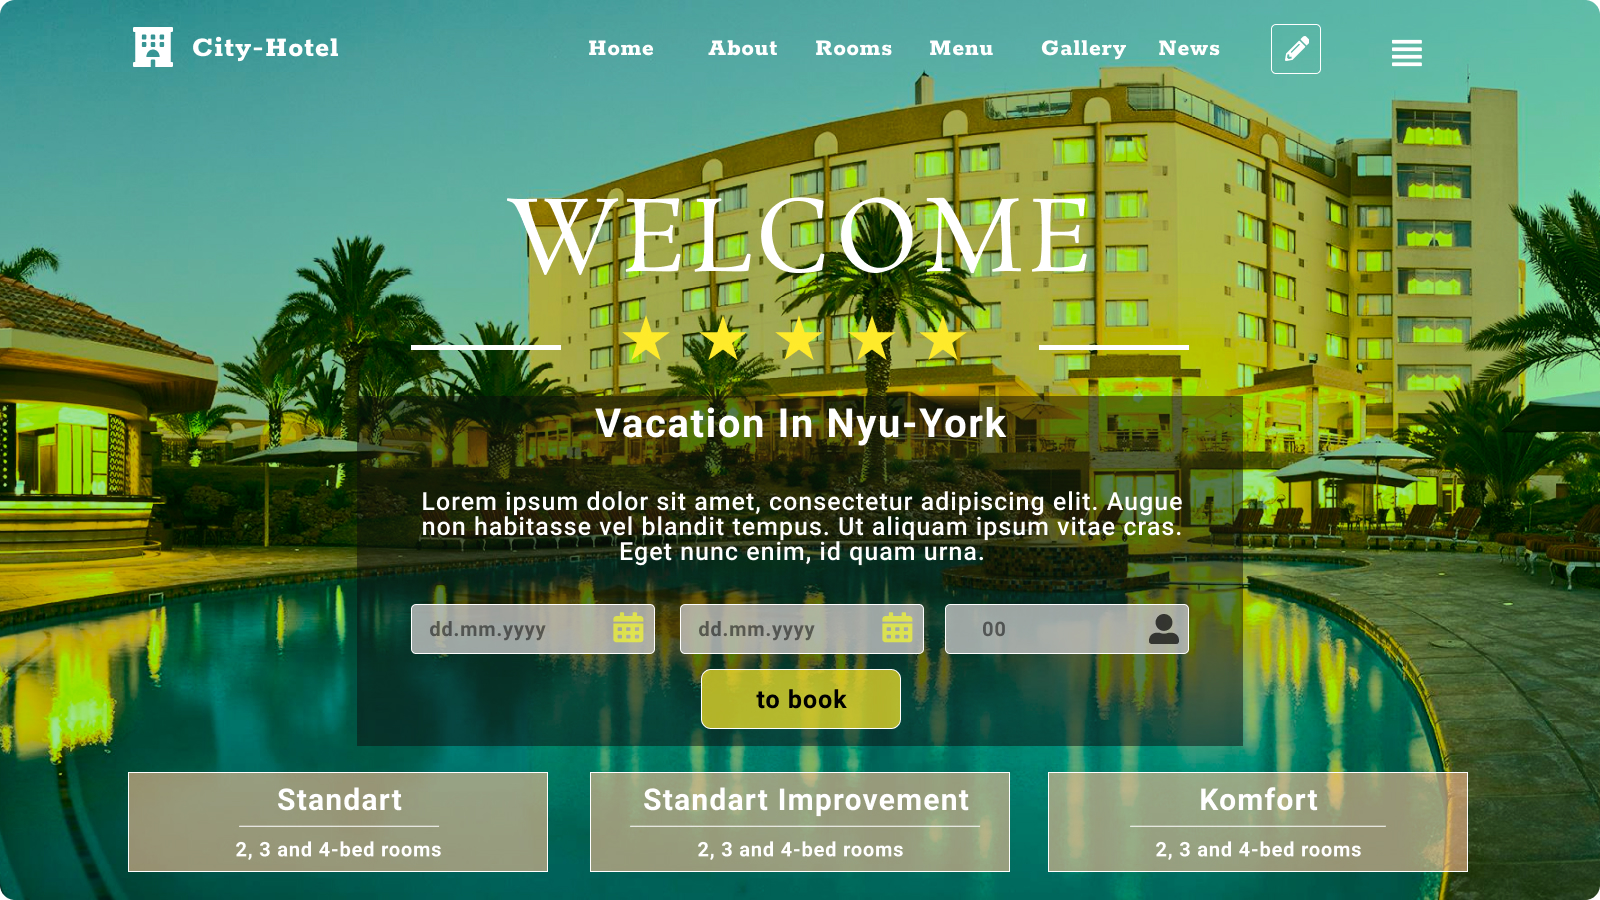 City-Hotel
Home About Rooms Menu Gallery News
WELCOME
Vacation In Nyu-York
Lorem ipsum dolor sit amet, consectetur adipiscing elit. Augue
non habitasse vel blandit tempus. Ut aliquam ipsum vitae cras.
Eget nunc enim, id quam urna.
dd.mm.yyyy dd.mm.yyyy 00
to book
Standart
2, 3 and 4-bed rooms
Standart Improvement
2, 3 and 4-bed rooms
Komfort
2, 3 and 4-bed rooms